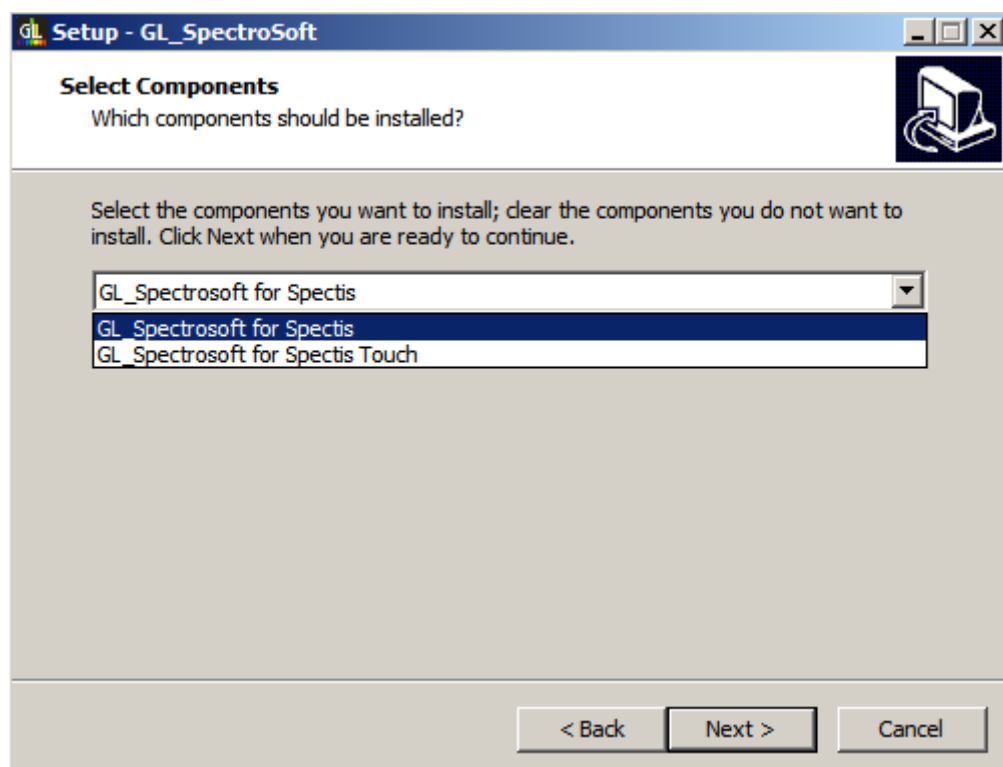 GL Setup - GL_SpectroSoft
Select Components
Which components should be installed?
Select the components you want to install; clear the components you do not want to
install. Click Next when you are ready to continue.
GL_Spectrosoft for Spectis
GL_Spectrosoft for Spectis
GL_Spectrosoft for Spectis Touch
< Back Next > Cancel